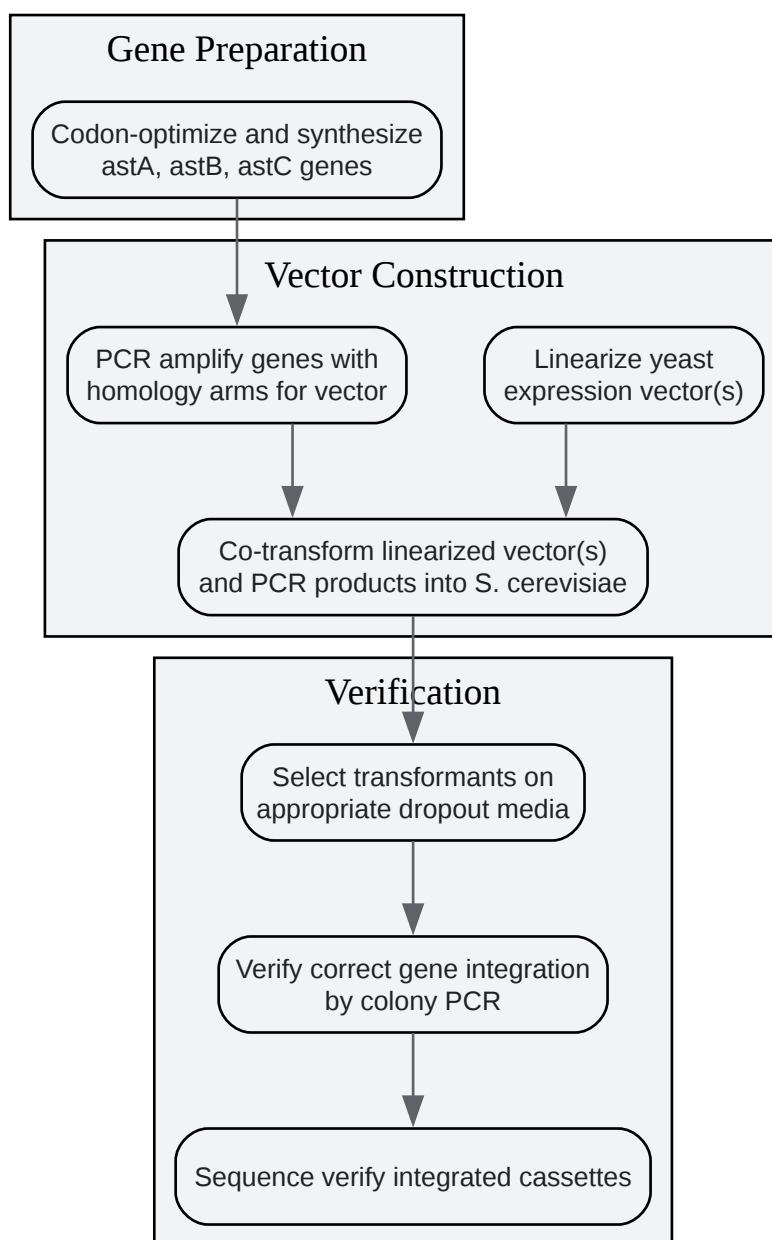 Gene Preparation
Codon-optimize and synthesize
astA, astB, astC genes
Vector Construction
PCR amplify genes with
homology arms for vector
Linearize yeast
expression vector(s)
Co-transform linearized vector(s)
and PCR products into S. cerevisiae
Verification
Select transformants on
appropriate dropout media
Verify correct gene integration
by colony PCR
Sequence verify integrated cassettes